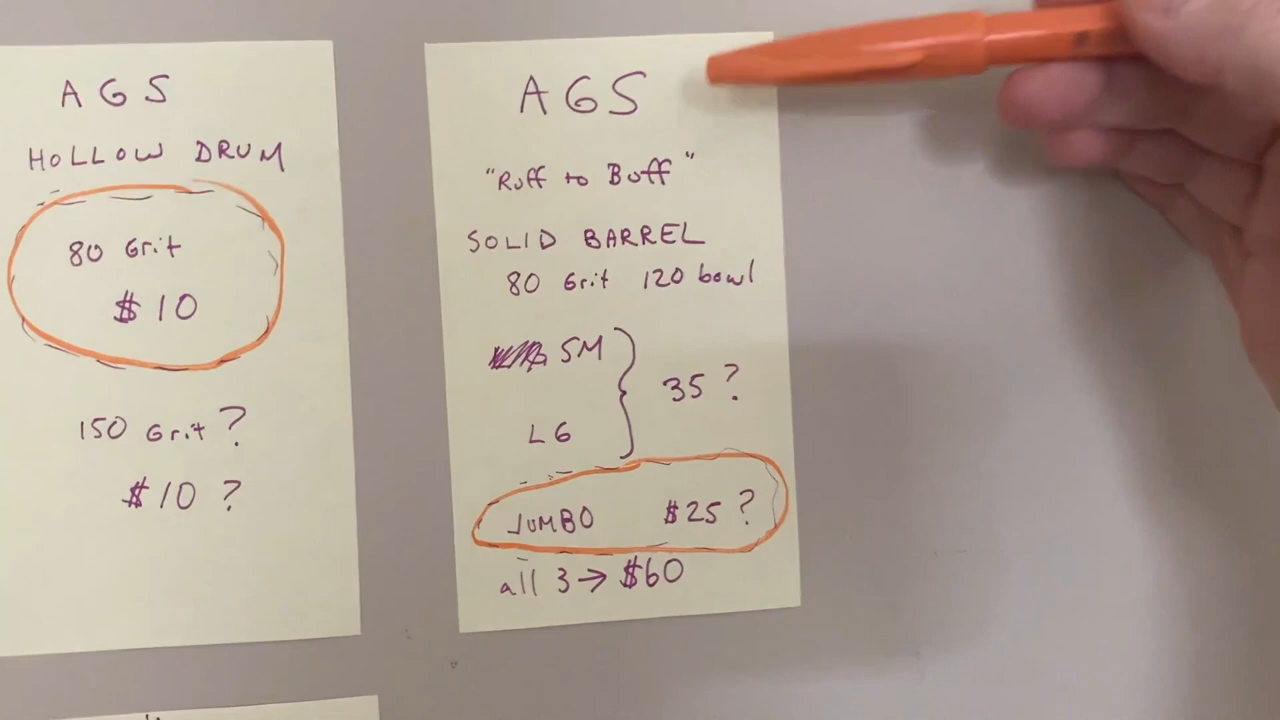 AGS
HOLLOW DRUM
80 Grit
$10
150 Grit?
$10?
AGS
"Ruff to Buff"
SOLID BARREL
80 Grit 120 bowl
SM
LG
35?
JUMBO $25?
all 3→$60